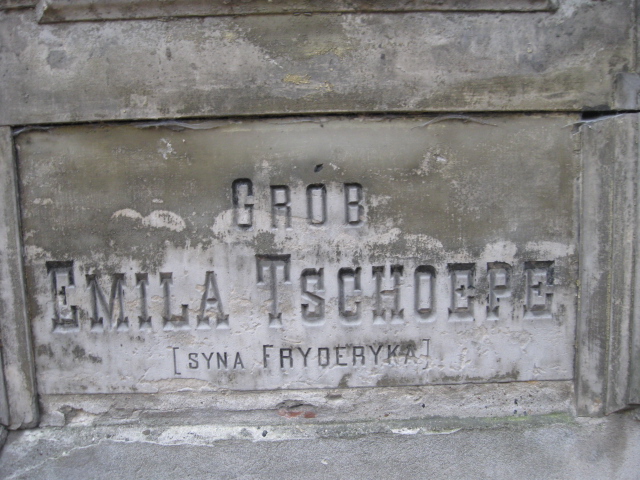 GRÓB
EMILA TSCHOEPE
[SYNA FRYDERYKA]